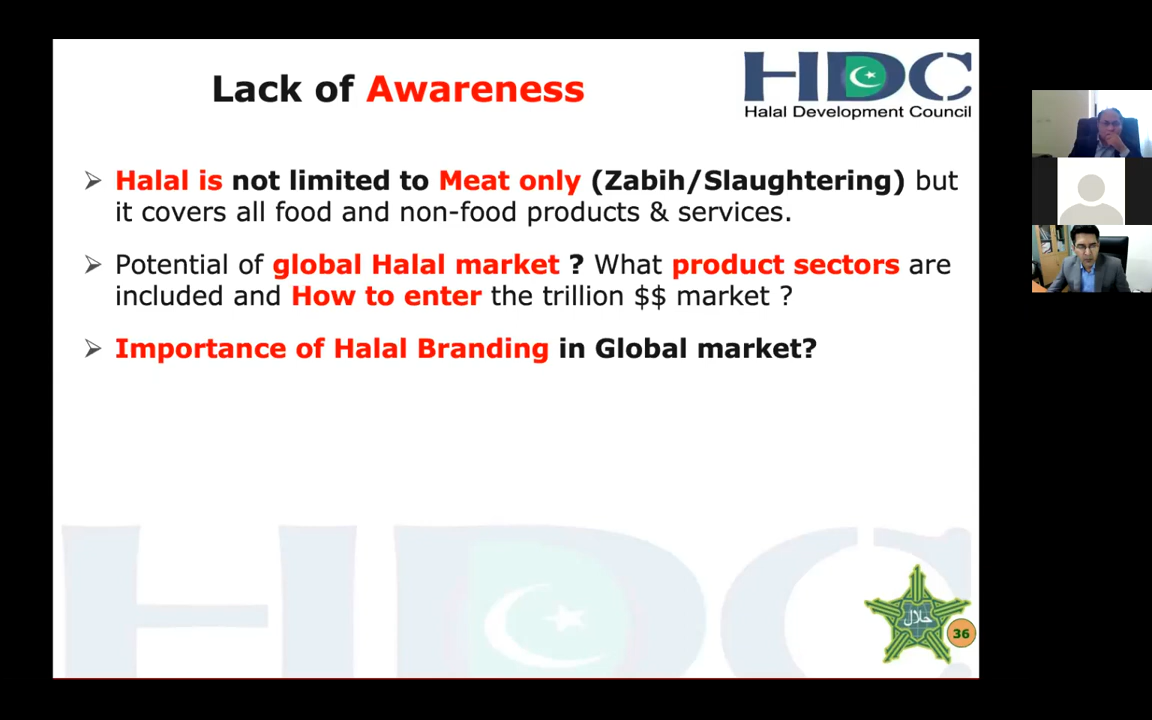 Lack of Awareness
HDC
Halal Development Council
➢ Halal is not limited to Meat only (Zabih/Slaughtering) but
it covers all food and non-food products & services.
➢ Potential of global Halal market ? What product sectors are
included and How to enter the trillion $$ market ?
➢ Importance of Halal Branding in Global market?
HDC
حلال
36